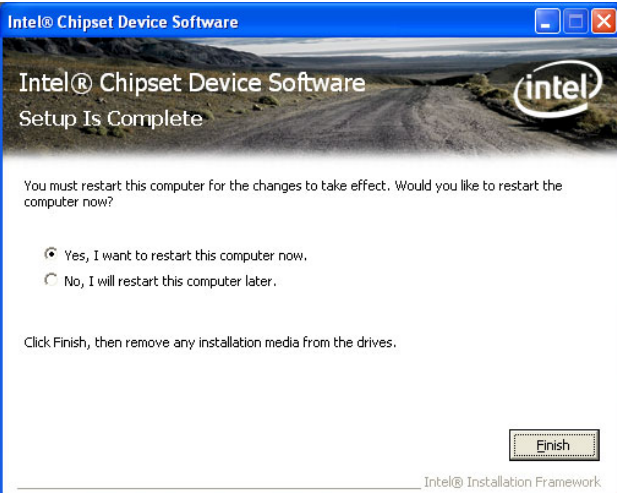 Intel® Chipset Device Software
Intel® Chipset Device Software
intel
Setup Is Complete
You must restart this computer for the changes to take effect. Would you like to restart the
computer now?
Yes, I want to restart this computer now.
No, I will restart this computer later.
Click Finish, then remove any installation media from the drives.
Finish
Intel® Installation Framework